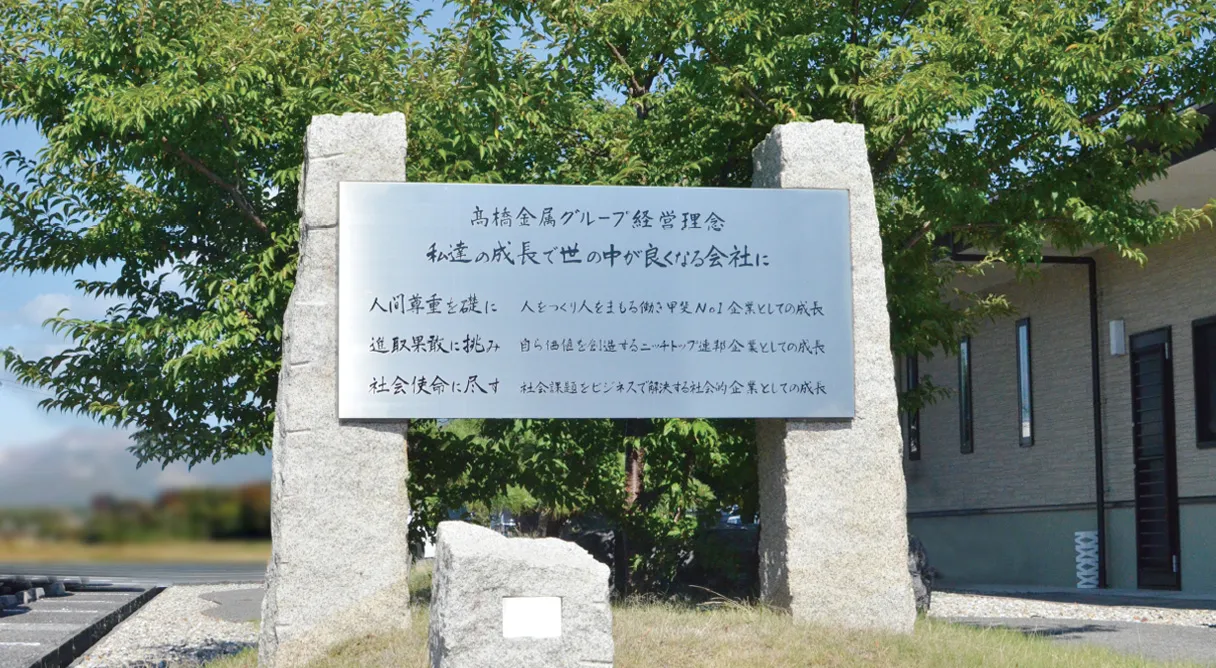 髙橋金属グループ経営理念
私達の成長で世の中が良くなる会社に
人間尊重を礎に 人をつくり人をまもる働き甲斐No1企業としての成長
進取果敢に挑み 自ら価値を創造するニッチトップ連邦企業としての成長
社会使命に尽す 社会課題をビジネスで解決する社会的企業としての成長